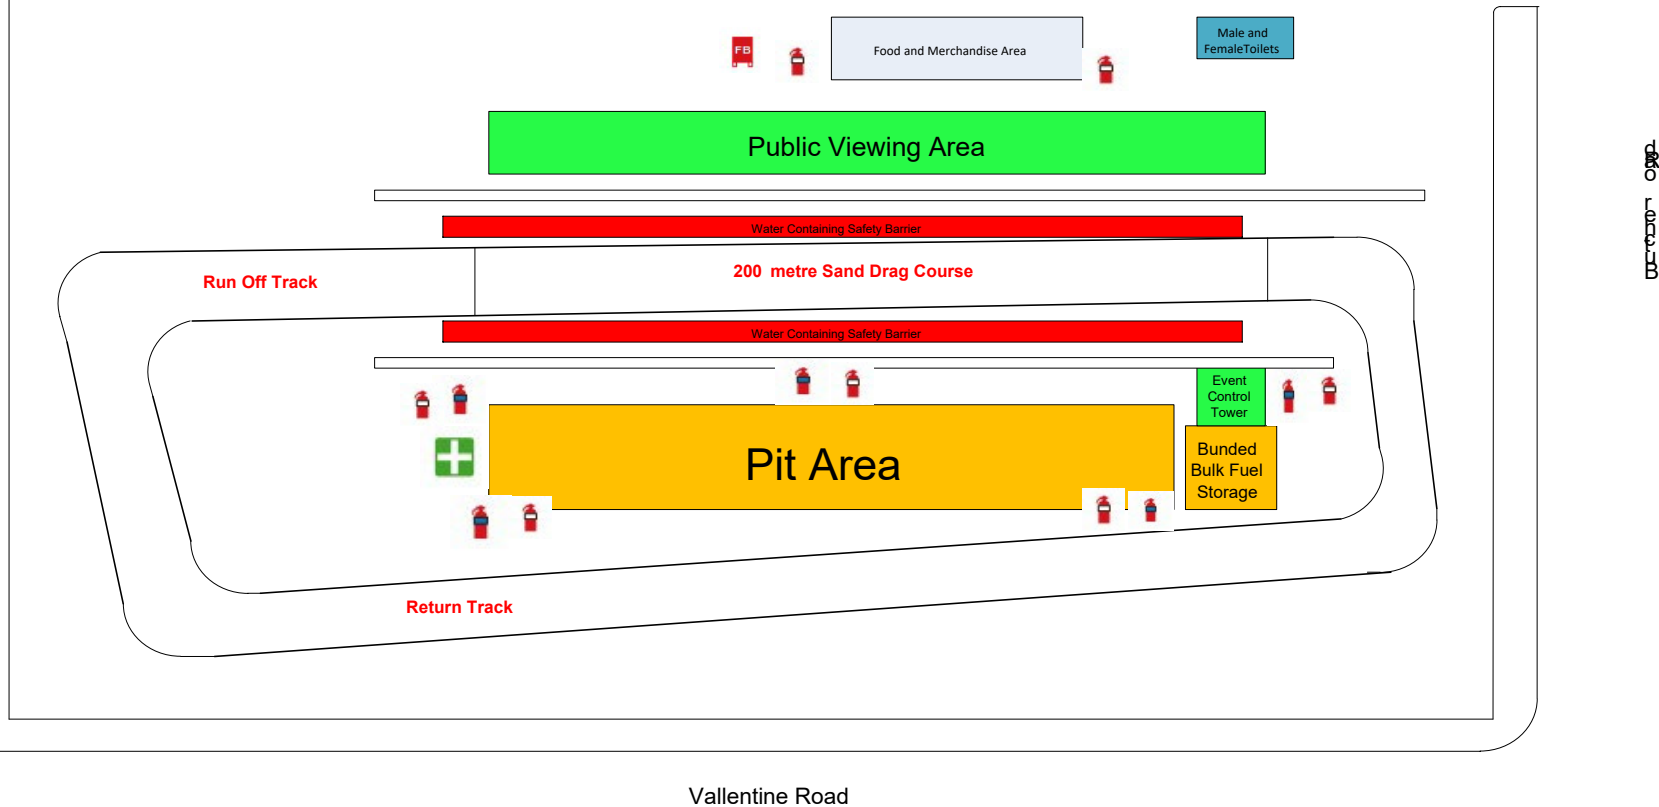 FB
Food and Merchandise Area
Male and
FemaleToilets
Public Viewing Area
Water Containing Safety Barrier
Run Off Track
200 metre Sand Drag Course
Water Containing Safety Barrier
Event
Control
Tower
Pit Area
Bunded
Bulk Fuel
Storage
Return Track
Vallentine Road
Butcher Road